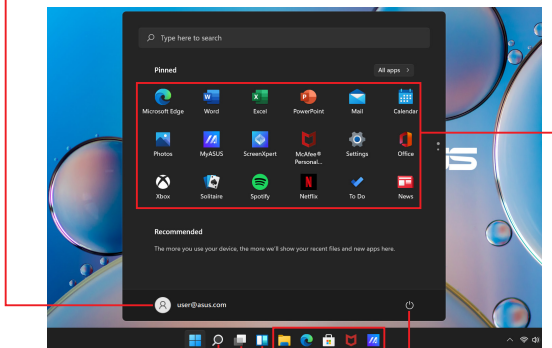 Type here to search
Pinned
All apps >
Microsoft Edge Word Excel PowerPoint Mail Calendar
Photos MyASUS ScreenXpert McAfee® Personal... Settings Office
Xbox Solitaire Spotify Netflix To Do News
Recommended
The more you use your device, the more we'll show your recent files and new apps here.
user@asus.com